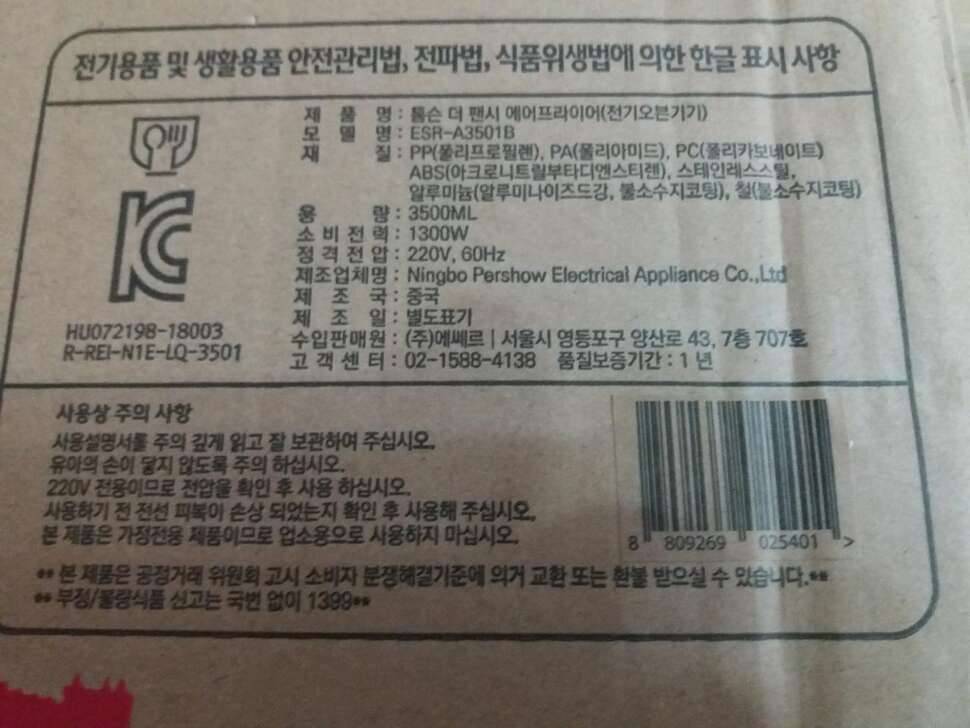 전기용품 및 생활용품 안전관리법, 전파법, 식품위생법에 의한 한글 표시 사항
제 품 명 : 톰슨 더 팬시 에어프라이어(전기오븐기기)
모 델 명 : ESR-A3501B
재 질 : PP(폴리프로필렌), PA(폴리아미드), PC(폴리카보네이트)
ABS(아크로니트릴부타디엔스티렌), 스테인레스스틸,
알루미늄(알루미나이즈드강, 불소수지코팅), 철(불소수지코팅)
용 량 : 3500ML
소 비 전 력 : 1300W
정 격 전 압 : 220V, 60Hz
제조업체명 : Ningbo Pershow Electrical Appliance Co.,Ltd
제 조 국 : 중국
제 조 일 : 별도표기
수입판매원 : (주)에쎄르 | 서울시 영등포구 양산로 43, 7층 707호
고 객 센 터 : 02-1588-4138 품질보증기간 : 1 년
HU072198-18003
R-REI-N1E-LQ-3501
사용상 주의 사항
사용설명서를 주의 깊게 읽고 잘 보관하여 주십시오.
유아의 손이 닿지 않도록 주의 하십시오.
220V 전용이므로 전압을 확인 후 사용 하십시오.
사용하기 전 전선 피복이 손상 되었는지 확인 후 사용해 주십시오.
본 제품은 가정전용 제품이므로 업소용으로 사용하지 마십시오.
8 809269 025401 >
** 본 제품은 공정거래 위원회 고시 소비자 분쟁해결기준에 의거 교환 또는 환불 받으실 수 있습니다.**
** 부정/불량식품 신고는 국번 없이 1399**